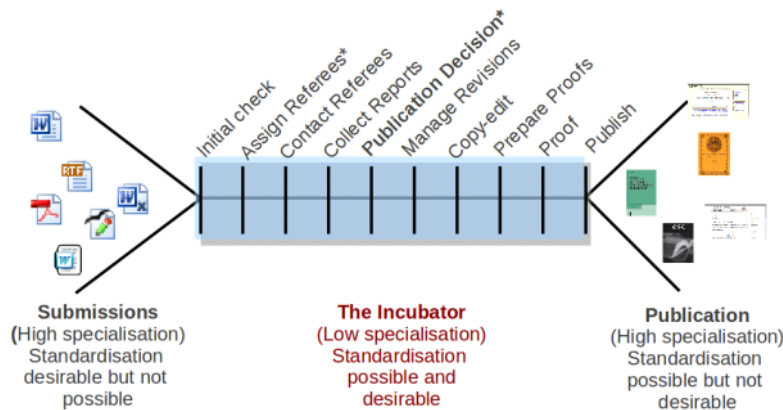 Initial check
Assign Referees*
Contact Referees
Collect Reports
Publication Decision*
Manage Revisions
Copy-edit
Prepare Proofs
Proof
Publish
W
RTF
W
X
W
esc
Submissions
(High specialisation)
Standardisation
desirable but not
possible
The Incubator
(Low specialisation)
Standardisation
possible and
desirable
Publication
(High specialisation)
Standardisation
possible but not
desirable